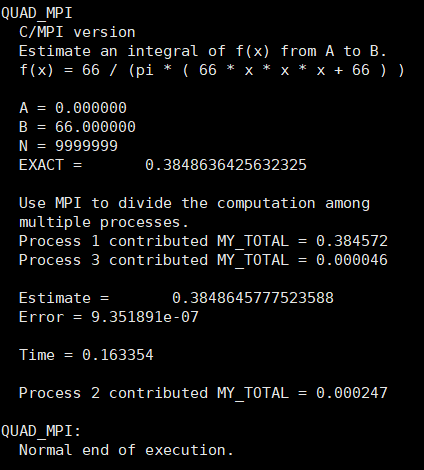 QUAD_MPI
C/MPI version
Estimate an integral of f(x) from A to B.
f(x) = 66 / (pi * ( 66 * x * x * x + 66 ) )
A = 0.000000
B = 66.000000
N = 9999999
EXACT =       0.3848636425632325
Use MPI to divide the computation among
multiple processes.
Process 1 contributed MY_TOTAL = 0.384572
Process 3 contributed MY_TOTAL = 0.000046
Estimate =       0.3848645777523588
Error = 9.351891e-07
Time = 0.163354
Process 2 contributed MY_TOTAL = 0.000247
QUAD_MPI:
Normal end of execution.